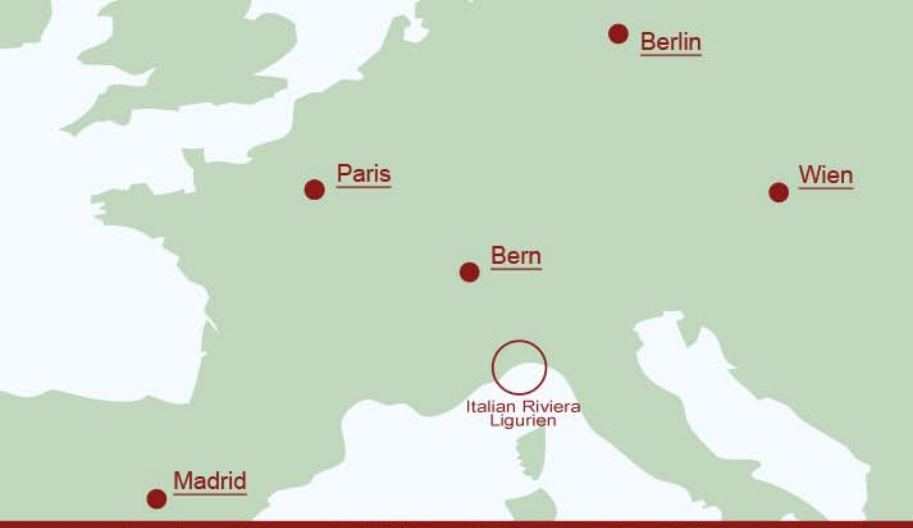 Berlin
Paris
Wien
Bern
Italian Riviera
Ligurien
Madrid